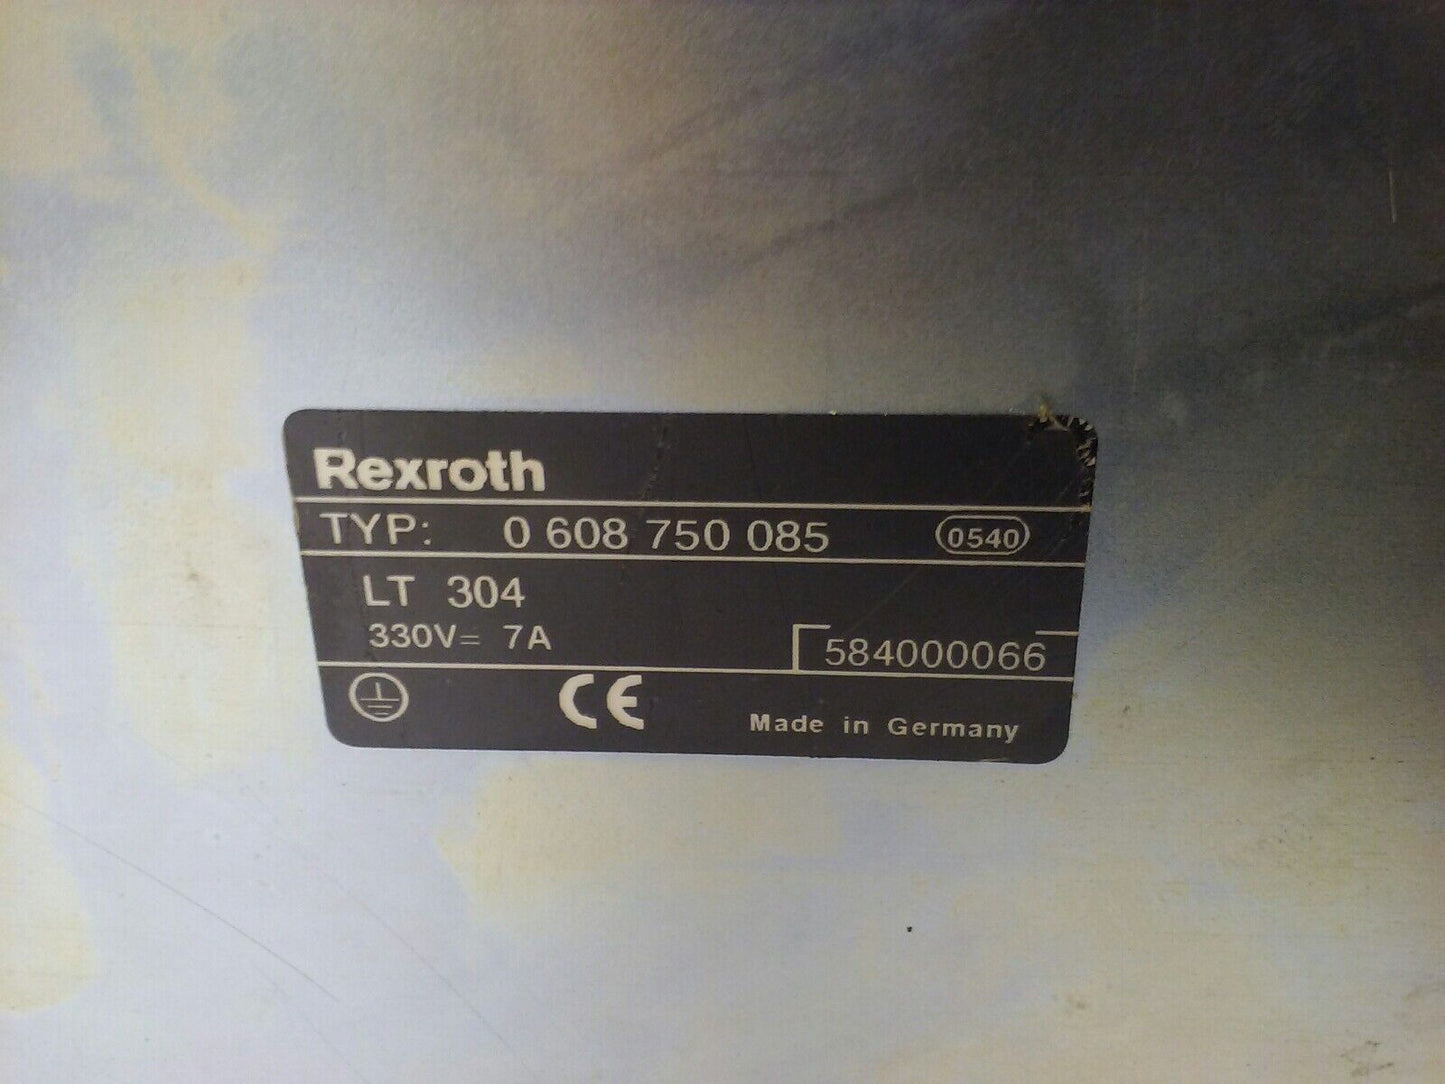 Rexroth
TYP: 0 608 750 085 0540
LT 304
330V= 7A 584000066
CE Made in Germany